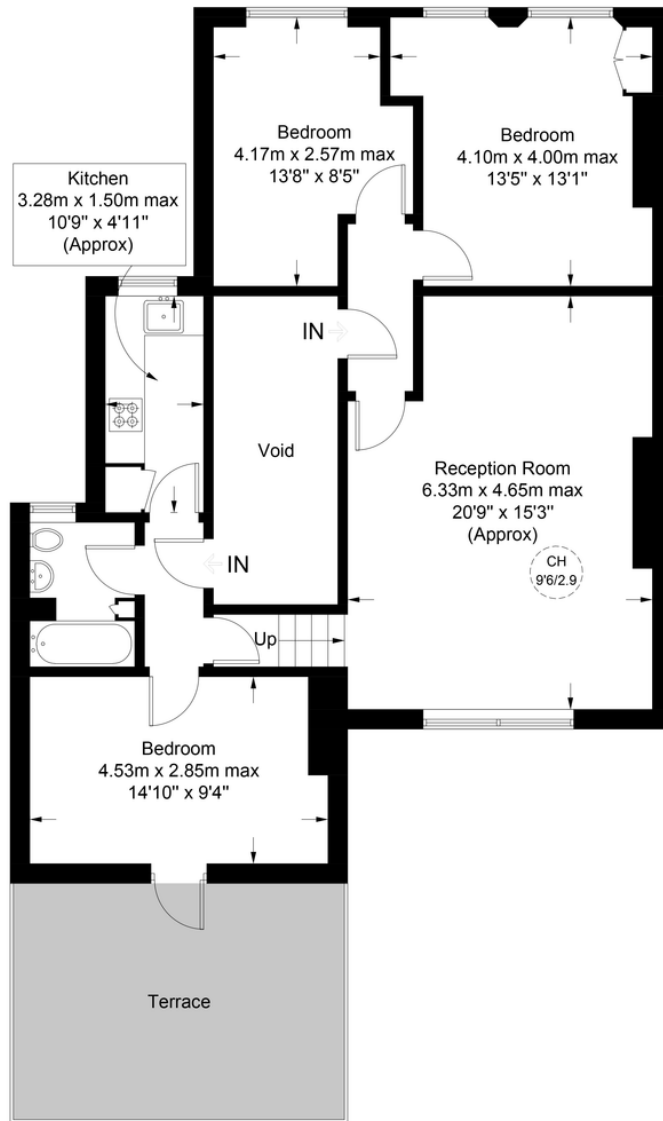 Bedroom
4.17m x 2.57m max
13'8" x 8'5"
Bedroom
4.10m x 4.00m max
13'5" x 13'1"
Kitchen
3.28m x 1.50m max
10'9" x 4'11"
(Approx)
IN
Void
Reception Room
6.33m x 4.65m max
20'9" x 15'3"
(Approx)
CH
9'6/2.9
IN
Up
Bedroom
4.53m x 2.85m max
14'10" x 9'4"
Terrace